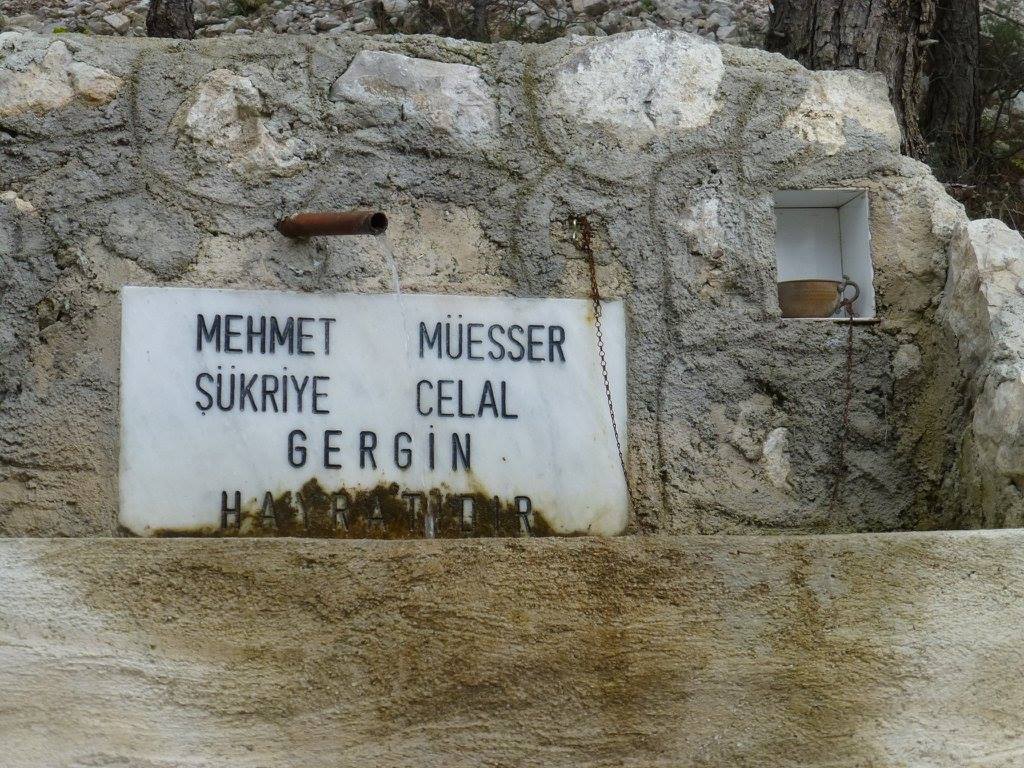 MEHMET MÜESSER
ŞÜKRİYE CELAL
GERGİN
HAYRATIDIR